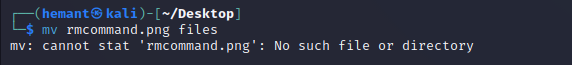 ┌──(hemant㉿kali)-[~/Desktop]
└─$ mv rmcommand.png files
mv: cannot stat 'rmcommand.png': No such file or directory